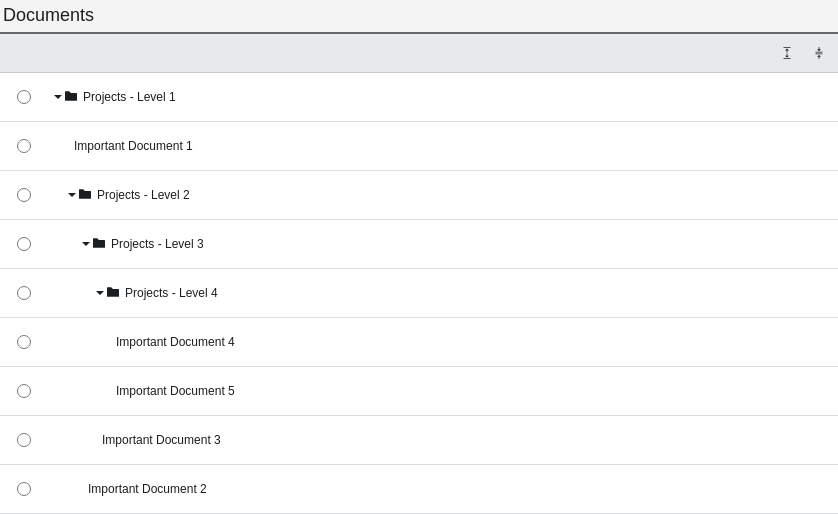 Documents
Projects - Level 1
Important Document 1
Projects - Level 2
Projects - Level 3
Projects - Level 4
Important Document 4
Important Document 5
Important Document 3
Important Document 2